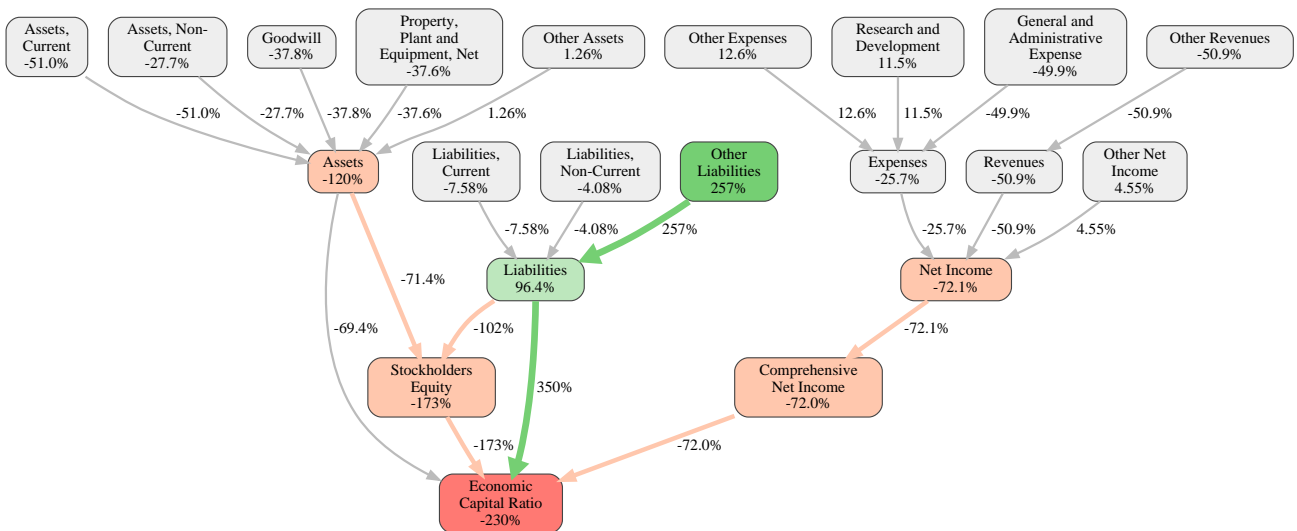 Assets,
Current
-51.0%
Assets, Non-
Current
-27.7%
Goodwill
-37.8%
Property,
Plant and
Equipment, Net
-37.6%
Other Assets
1.26%
Other Expenses
12.6%
Research and
Development
11.5%
General and
Administrative
Expense
-49.9%
Other Revenues
-50.9%
-51.0%
-27.7%
-37.8%
-37.6%
1.26%
12.6%
11.5%
-49.9%
-50.9%
Assets
-120%
Liabilities,
Current
-7.58%
Liabilities,
Non-Current
-4.08%
Other
Liabilities
257%
Expenses
-25.7%
Revenues
-50.9%
Other Net
Income
4.55%
-7.58%
-4.08%
257%
-25.7%
-50.9%
4.55%
-71.4%
Liabilities
96.4%
Net Income
-72.1%
-69.4%
-102%
-72.1%
Stockholders
Equity
-173%
350%
Comprehensive
Net Income
-72.0%
-173%
-72.0%
Economic
Capital Ratio
-230%